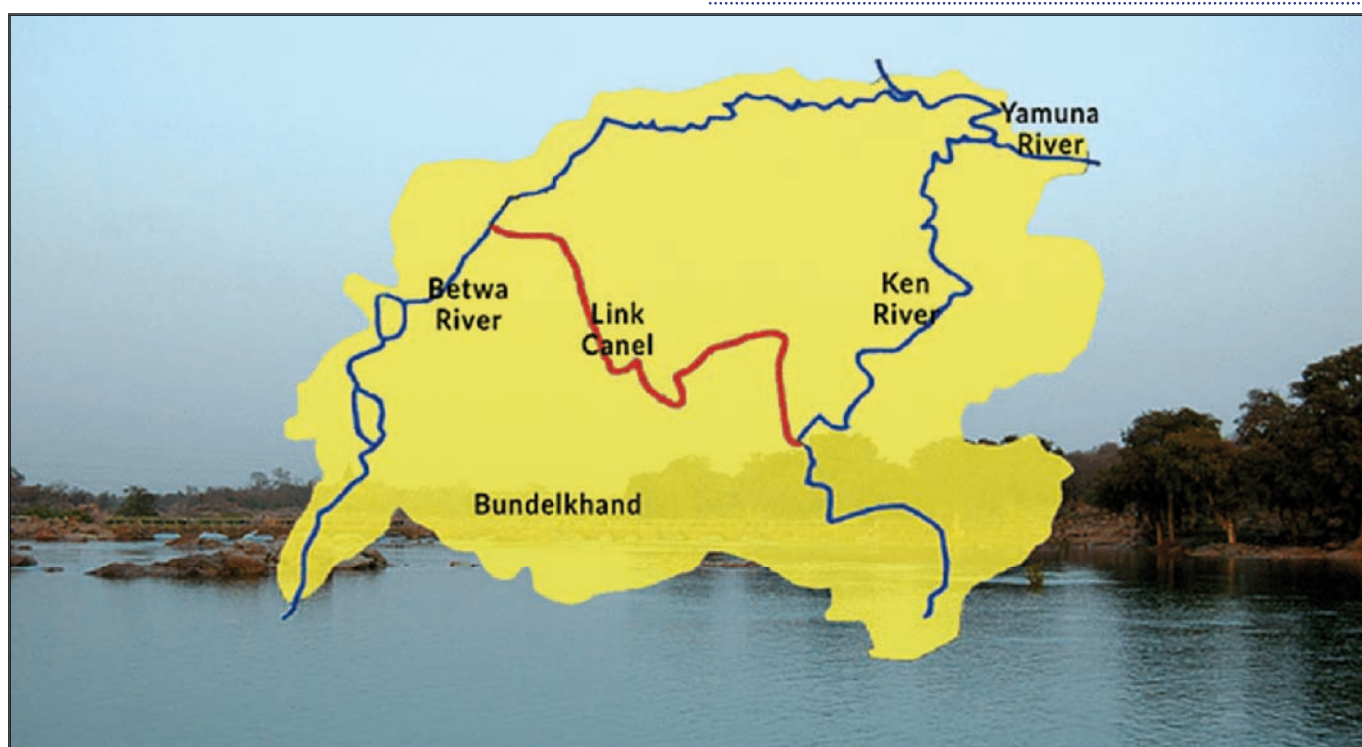 Yamuna
River
Betwa
River
Link
Canel
Ken
River
Bundelkhand